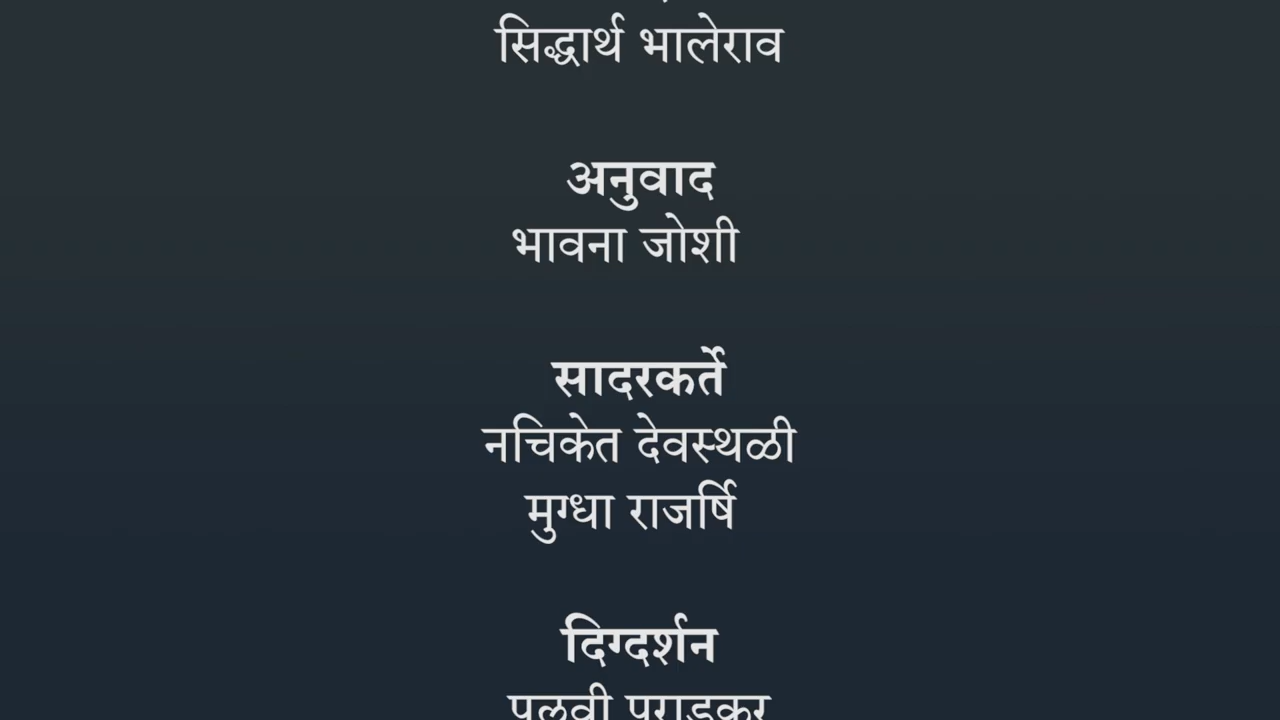 सिद्धार्थ भालेराव
अनुवाद
भावना जोशी
सादरकर्ते
नचिकेत देवस्थळी
मुग्धा राजर्षि
दिग्दर्शन